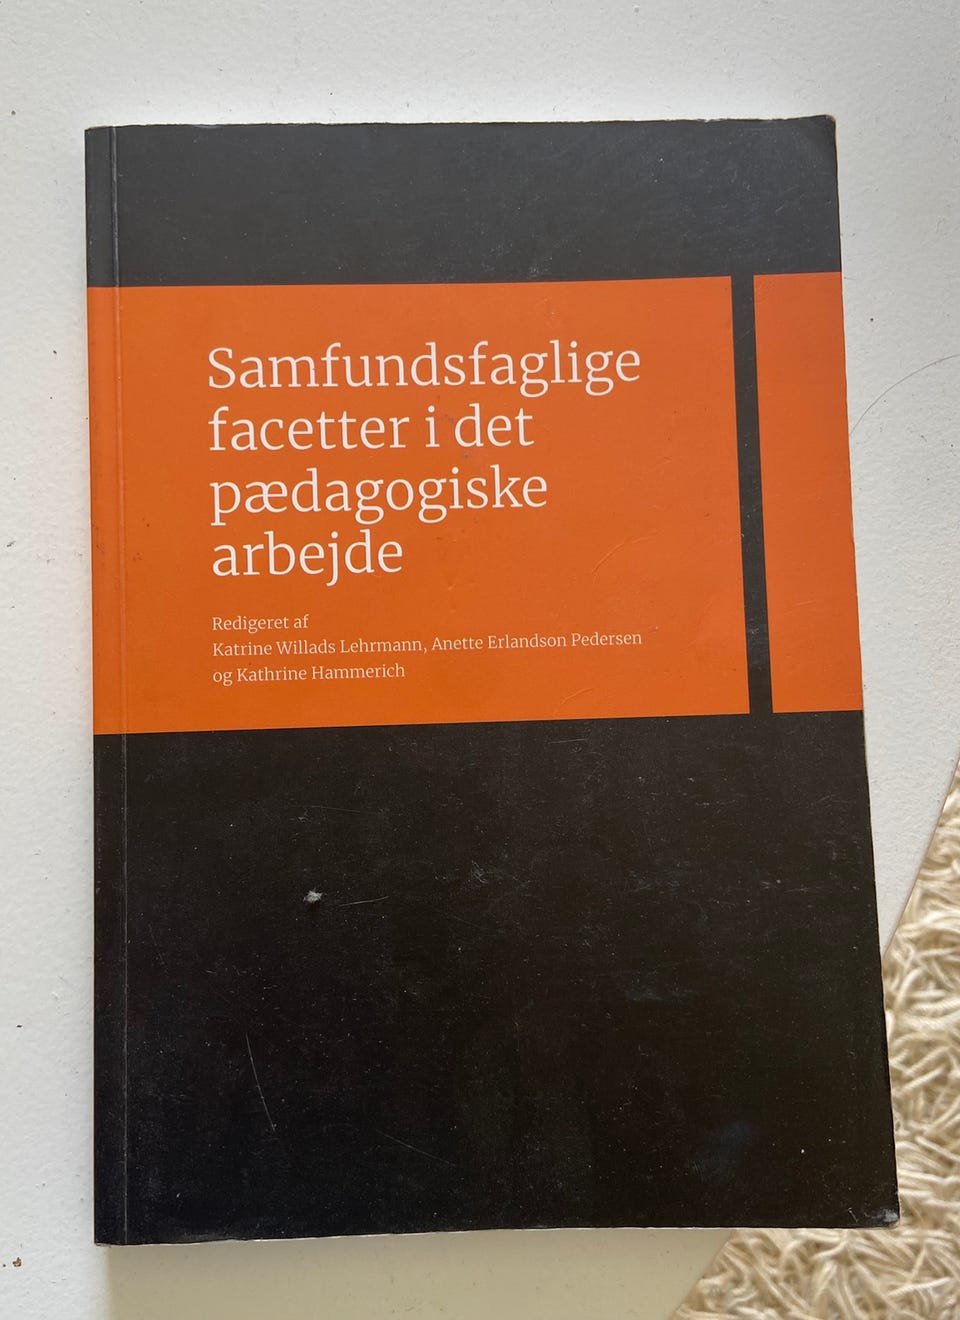 Samfundsfaglige
facetter i det
pædagogiske
arbejde
Redigeret af
Katrine Willads Lehrmann, Anette Erlandson Pedersen
og Kathrine Hammerich